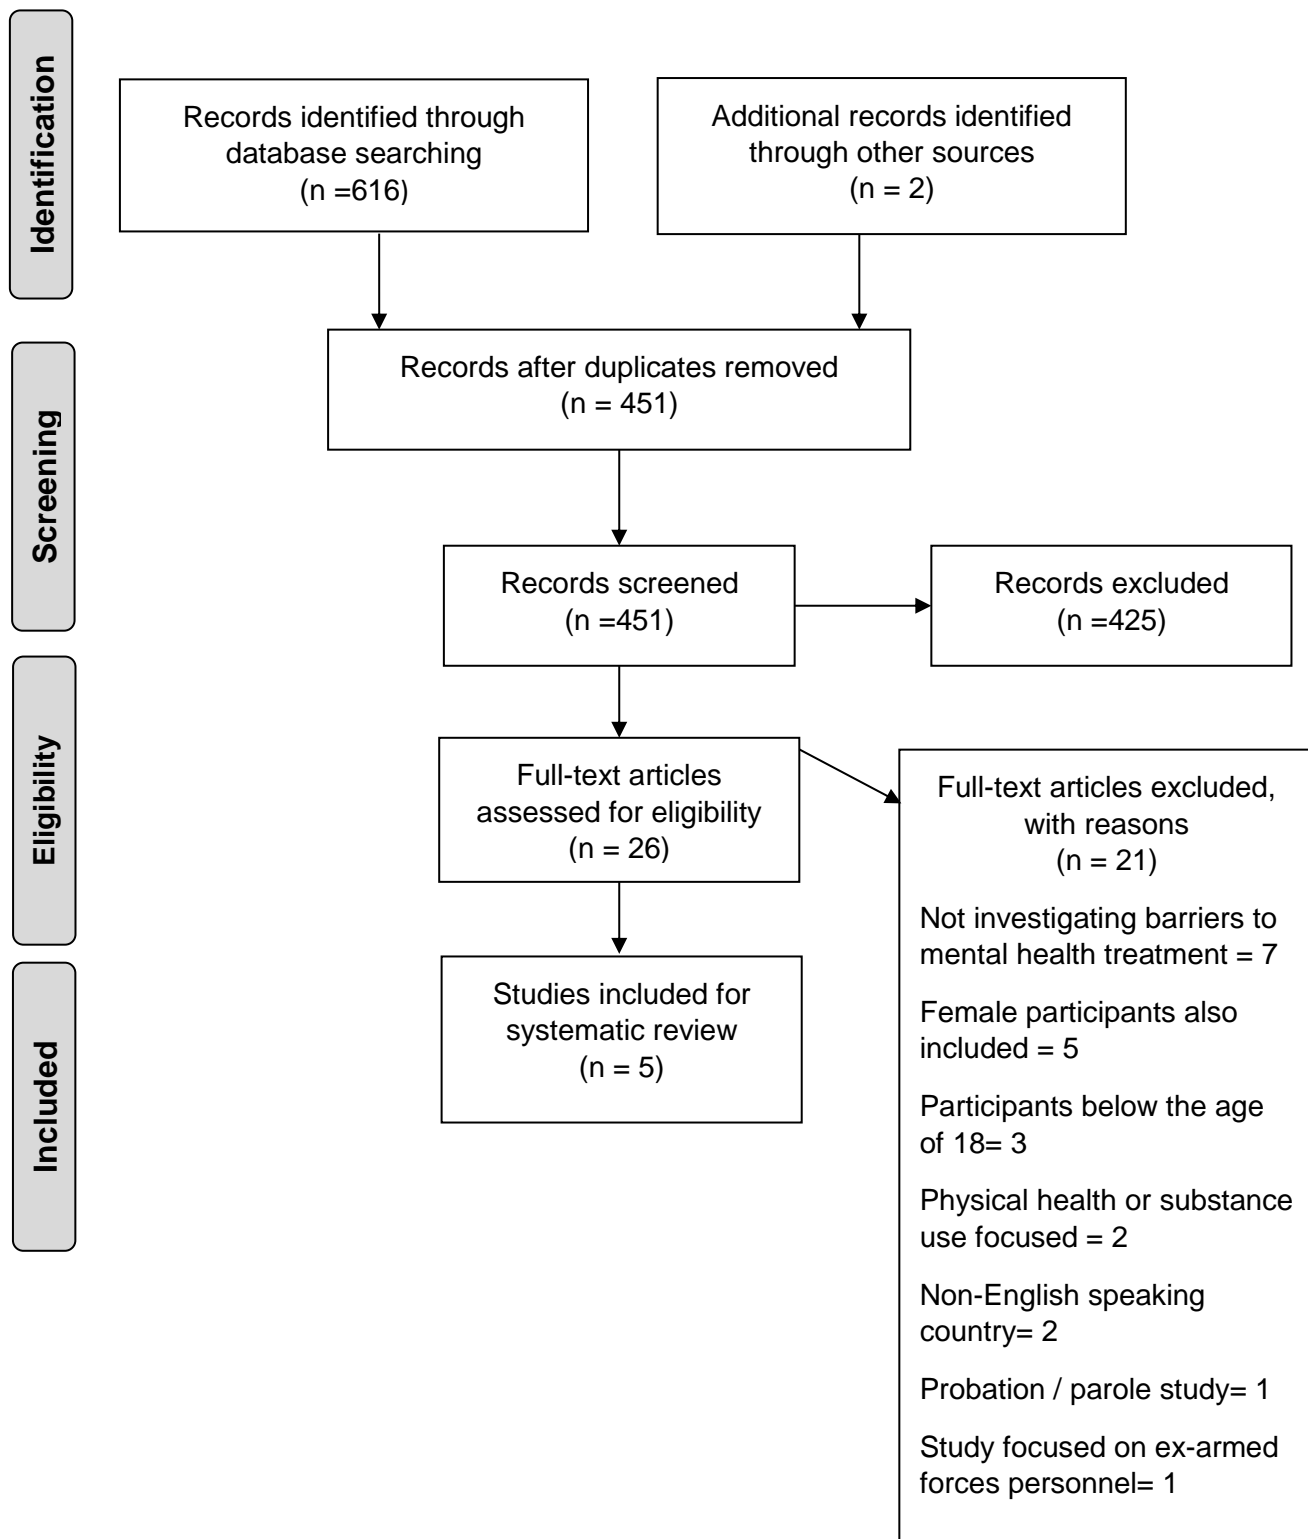 Identification
Records identified through
database searching
(n =616)
Additional records identified
through other sources
(n = 2)
Screening
Records after duplicates removed
(n = 451)
Records screened
(n =451)
Records excluded
(n =425)
Eligibility
Full-text articles
assessed for eligibility
(n = 26)
Full-text articles excluded,
with reasons
(n = 21)
Not investigating barriers to
mental health treatment = 7
Female participants also
included = 5
Participants below the age
of 18= 3
Physical health or substance
use focused = 2
Non-English speaking
country= 2
Probation / parole study= 1
Study focused on ex-armed
forces personnel= 1
Included
Studies included for
systematic review
(n = 5)